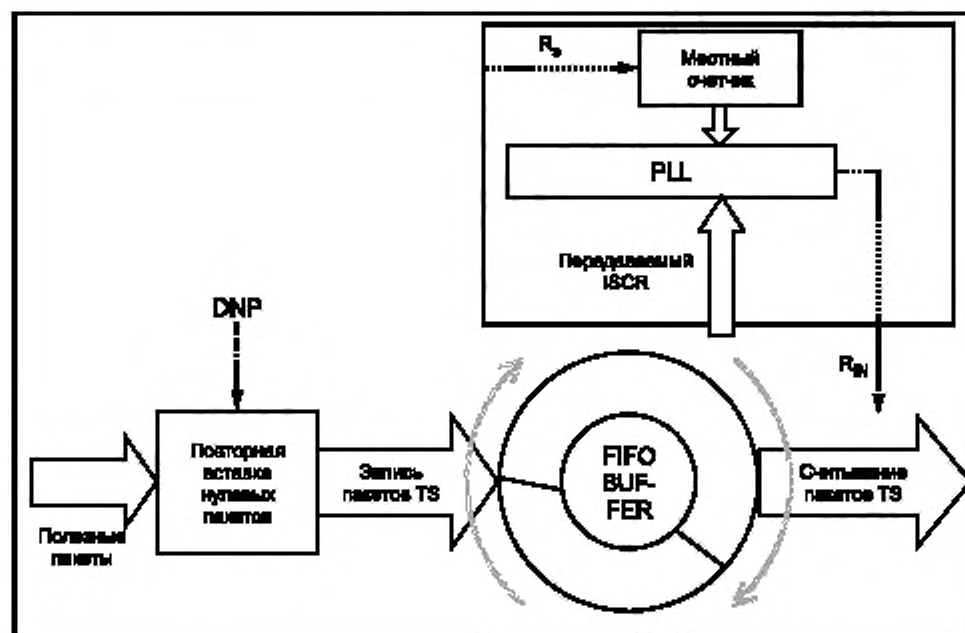 Rs
Местный
счетчик
PLL
Передаваемый
ISCR
DNP
RIN
Повторная
вставка
нулевых
пакетов
Запись
пакетов TS
FIFO
BUF-
FER
Считывание
пакетов TS
Полезные
пакеты